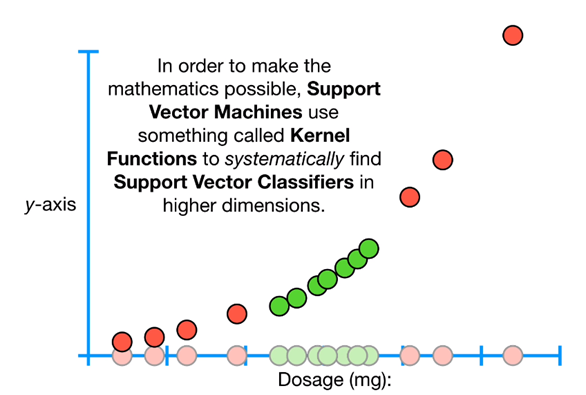 In order to make the
mathematics possible, Support
Vector Machines use
something called Kernel
Functions to systematically find
Support Vector Classifiers in
higher dimensions.
y-axis
Dosage (mg):